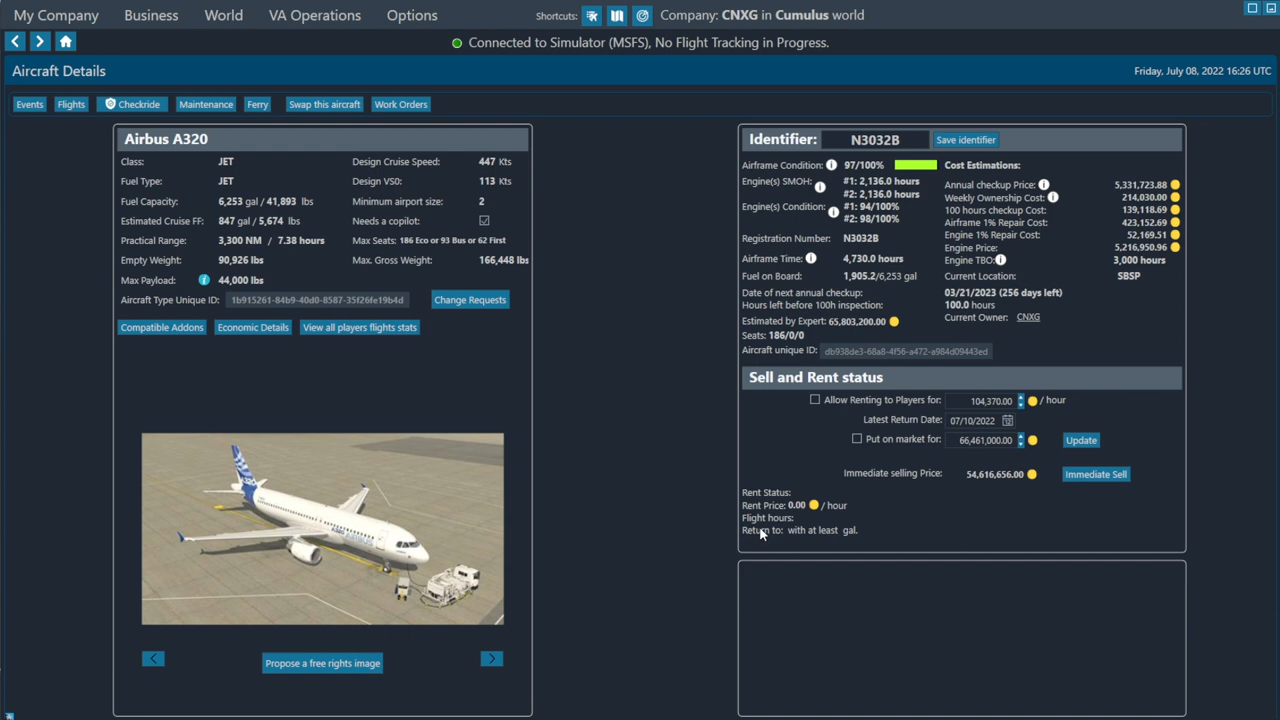 My Company Business World VA Operations Options Shortcuts: Company: CNXG in Cumulus world
Connected to Simulator (MSFS), No Flight Tracking in Progress.
Aircraft Details
Friday, July 08, 2022 16:26 UTC
Events Flights Checkride Maintenance Ferry Swap this aircraft Work Orders
Airbus A320
Class: JET Design Cruise Speed: 447 Kts
Fuel Type: JET Design VS0: 113 Kts
Fuel Capacity: 6,253 gal / 41,893 lbs Minimum airport size: 2
Estimated Cruise FF: 847 gal / 5,674 lbs Needs a copilot:
Practical Range: 3,300 NM / 7.38 hours Max Seats: 186 Eco or 93 Bus or 62 First
Empty Weight: 90,926 lbs Max. Gross Weight: 166,448 lbs
Max Payload: 44,000 lbs
Aircraft Type Unique ID: 1b915261-84b9-40d0-8587-35f26fe19b4d Change Requests
Compatible Addons Economic Details View all players flights stats
Propose a free rights image
Identifier: N3032B Save identifier
Airframe Condition: 97/100%
Engine(s) SMOH: #1: 2,136.0 hours
#2: 2,136.0 hours
Engine(s) Condition: #1: 94/100%
#2: 98/100%
Registration Number: N3032B
Airframe Time: 4,730.0 hours
Fuel on Board: 1,905.2/6,253 gal
Cost Estimations:
Annual checkup Price: 5,331,723.88
Weekly Ownership Cost: 214,030.00
100 hours checkup Cost: 139,118.69
Airframe 1% Repair Cost: 423,152.69
Engine 1% Repair Cost: 52,169.51
Engine Price: 5,216,950.96
Engine TBO: 3,000 hours
Current Location: SBSP
Date of next annual checkup: 03/21/2023 (256 days left)
Hours left before 100h inspection: 100.0 hours
Estimated by Expert: 65,803,200.00 Current Owner: CNXG
Seats: 186/0/0
Aircraft unique ID: db938de3-68a8-4f56-a472-a984d09443ed
Sell and Rent status
Allow Renting to Players for: 104,370.00 / hour
Latest Return Date: 07/10/2022
Put on market for: 66,461,000.00 Update
Immediate selling Price: 54,616,656.00 Immediate Sell
Rent Status:
Rent Price: 0.00 / hour
Flight hours:
Return to: with at least gal.